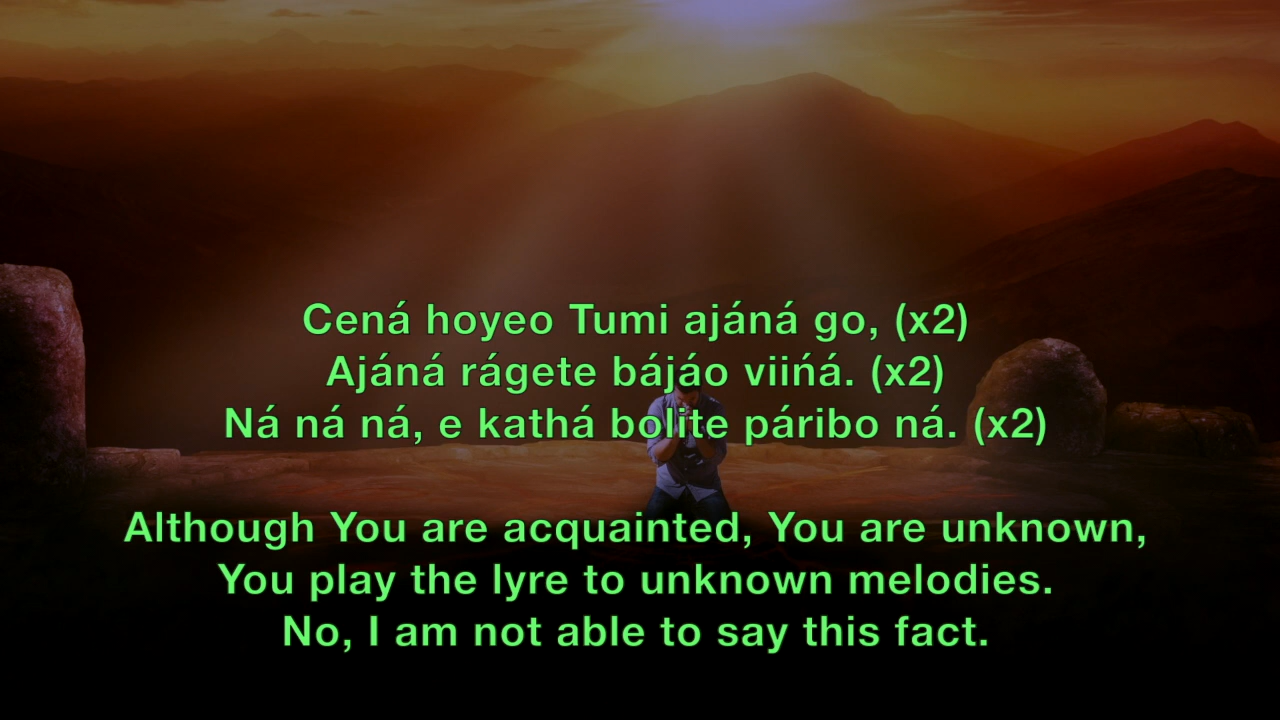 Cená hoyeo Tumi ajáná go, (x2)
Ajáná rágete bájáo viińá. (x2)
Ná ná ná, e kathá bolite páribo ná. (x2)
Although You are acquainted, You are unknown,
You play the lyre to unknown melodies.
No, I am not able to say this fact.